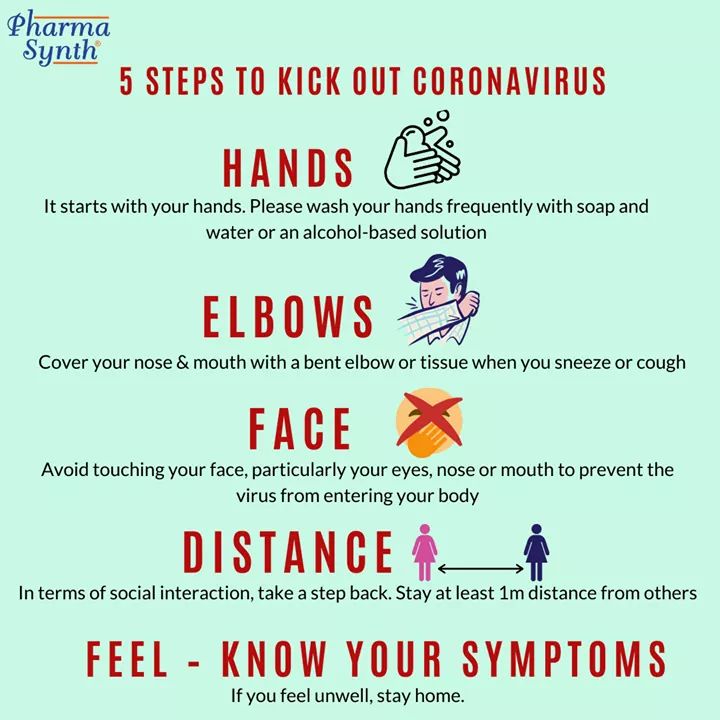 Pharma
Synth®
5 STEPS TO KICK OUT CORONAVIRUS
HANDS
It starts with your hands. Please wash your hands frequently with soap and
water or an alcohol-based solution
ELBOWS
Cover your nose & mouth with a bent elbow or tissue when you sneeze or cough
FACE
Avoid touching your face, particularly your eyes, nose or mouth to prevent the
virus from entering your body
DISTANCE
In terms of social interaction, take a step back. Stay at least 1m distance from others
FEEL - KNOW YOUR SYMPTOMS
If you feel unwell, stay home.